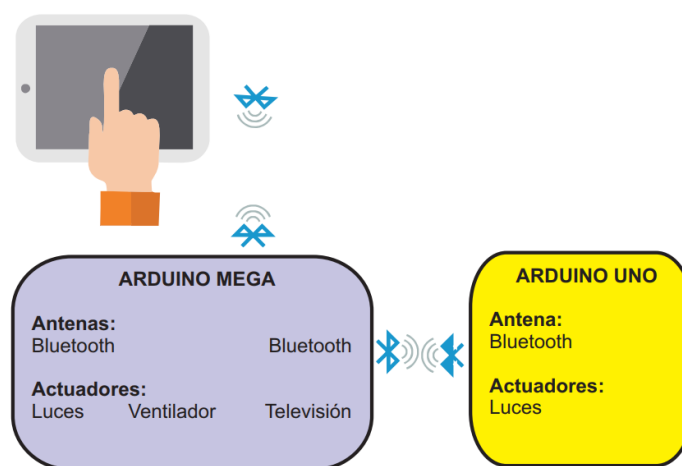 ARDUINO MEGA
Antenas:
Bluetooth Bluetooth
Actuadores:
Luces Ventilador Televisión
ARDUINO UNO
Antena:
Bluetooth
Actuadores:
Luces